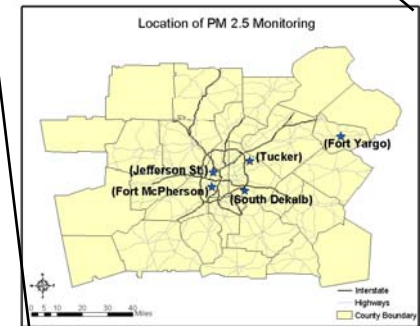 Location of PM 2.5 Monitoring
(Fort Yargo)
(Tucker)
(Jefferson St.)
(Fort McPherson)
(South Dekalb)
Interstate
Highways
County Boundary
0 5 10 20 30 40
Miles